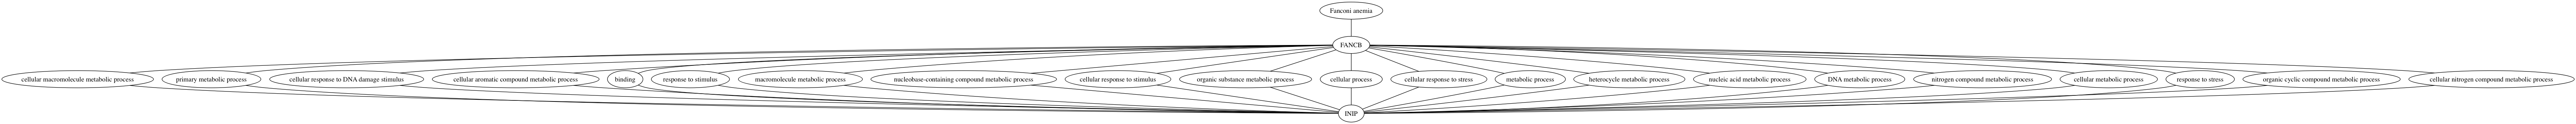 Fanconi anemia
FANCB
cellular macromolecule metabolic process
primary metabolic process
cellular response to DNA damage stimulus
cellular aromatic compound metabolic process
binding
response to stimulus
macromolecule metabolic process
nucleobase-containing compound metabolic process
cellular response to stimulus
organic substance metabolic process
cellular process
cellular response to stress
metabolic process
heterocycle metabolic process
nucleic acid metabolic process
DNA metabolic process
nitrogen compound metabolic process
cellular metabolic process
response to stress
organic cyclic compound metabolic process
cellular nitrogen compound metabolic process
INIP